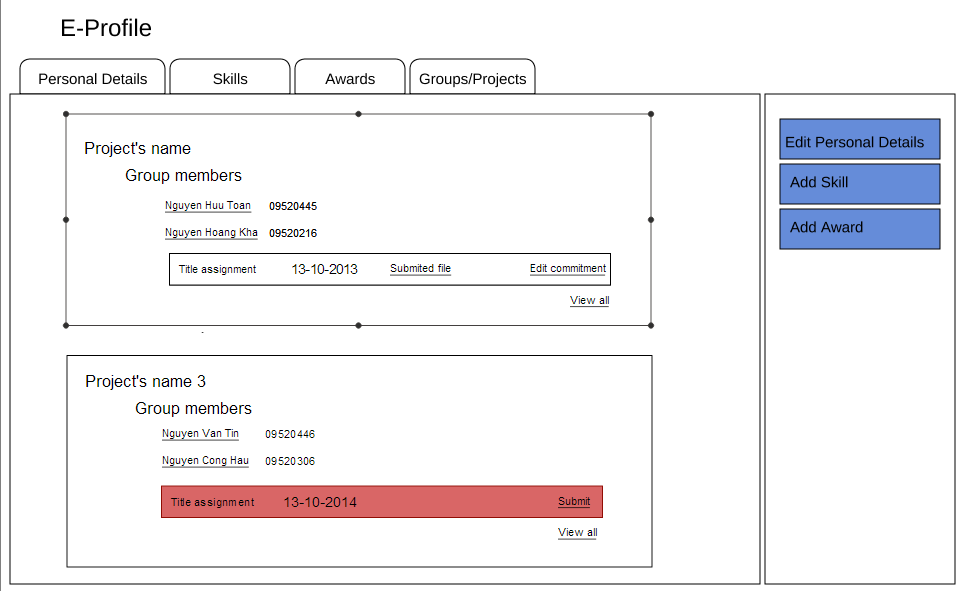 E-Profile
Personal Details Skills Awards Groups/Projects
Project's name
Group members
Nguyen Huu Toan 09520445
Nguyen Hoang Kha 09520216
Title assignment 13-10-2013 Submited file Edit commitment
View all
Project's name 3
Group members
Nguyen Van Tin 09520446
Nguyen Cong Hau 09520306
Title assignment 13-10-2014 Submit
View all
Edit Personal Details
Add Skill
Add Award